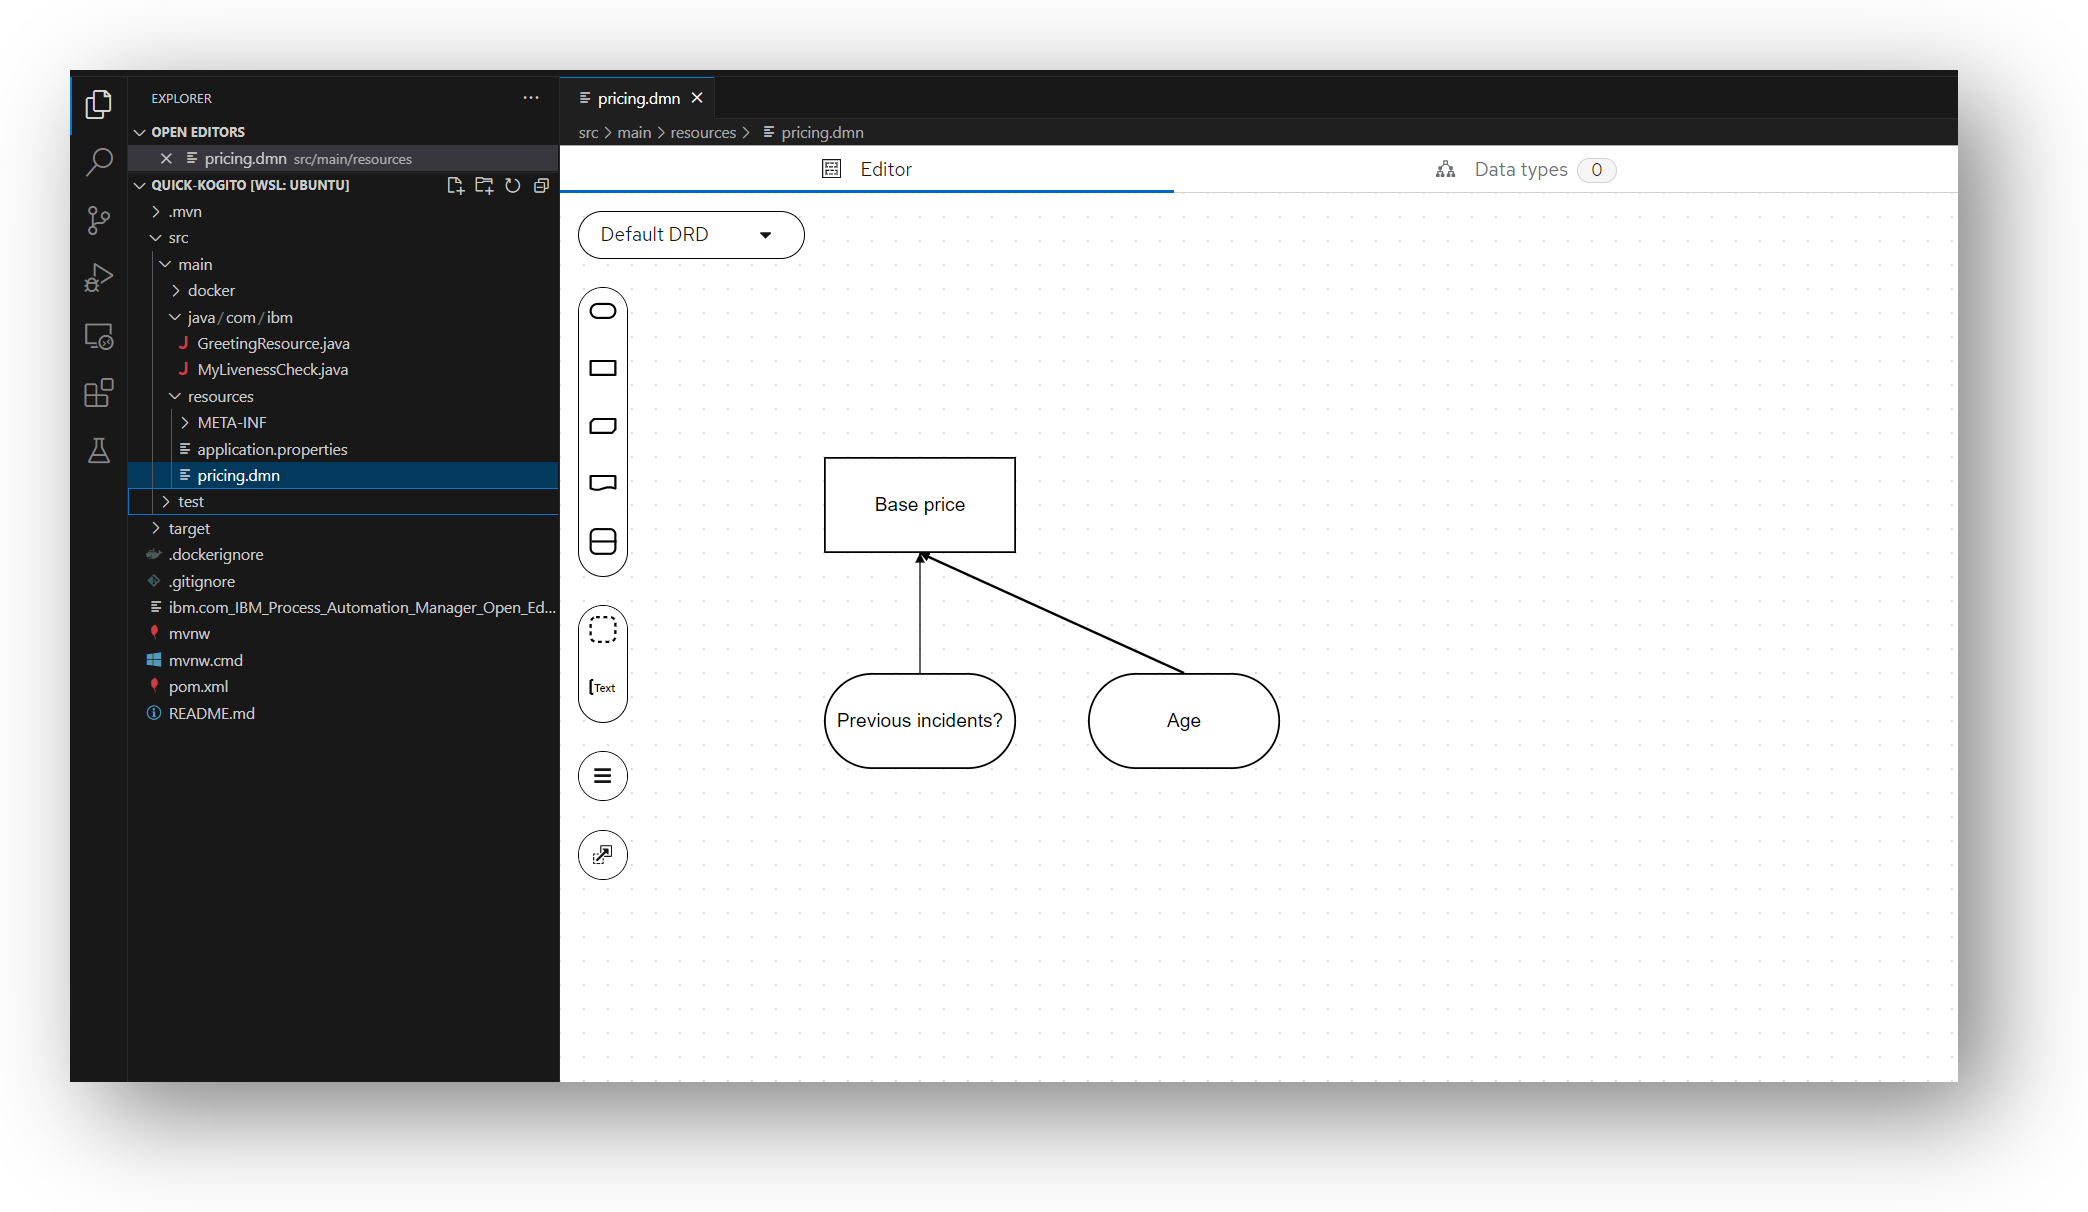 EXPLORER
OPEN EDITORS
pricing.dmn src/main/resources
QUICK-KOGITO [WSL: UBUNTU]
.mvn
src
main
docker
java/com/ibm
GreetingResource.java
MyLivenessCheck.java
resources
META-INF
application.properties
pricing.dmn
test
target
.dockerignore
.gitignore
ibm.com_IBM_Process_Automation_Manager_Open_Ed...
mvnw
mvnw.cmd
pom.xml
README.md
pricing.dmn
src > main > resources > pricing.dmn
Editor
Data types 0
Default DRD
Text
Base price
Previous incidents?
Age